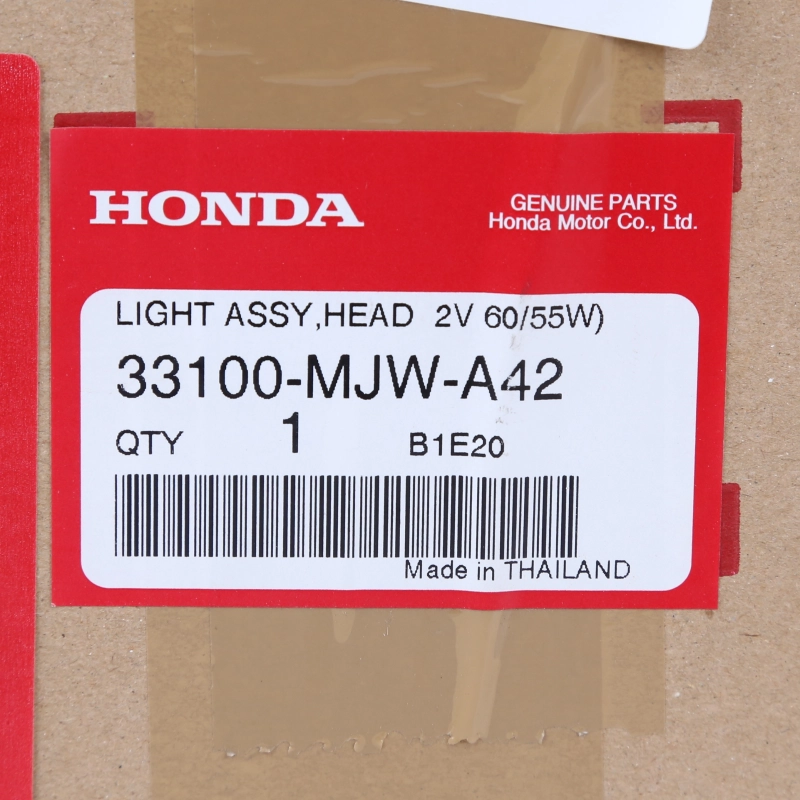 HONDA
GENUINE PARTS
Honda Motor Co., Ltd.
LIGHT ASSY,HEAD 2V 60/55W)
33100-MJW-A42
QTY 1 B1E20
Made in THAILAND